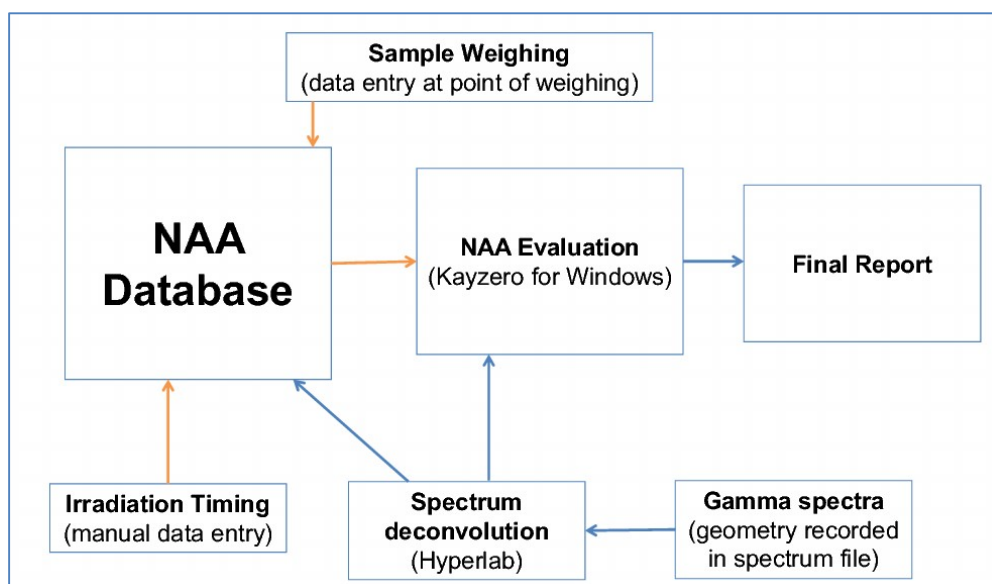 Sample Weighing
(data entry at point of weighing)
NAA
Database
NAA Evaluation
(Kayzero for Windows)
Final Report
Irradiation Timing
(manual data entry)
Spectrum
deconvolution
(Hyperlab)
Gamma spectra
(geometry recorded
in spectrum file)